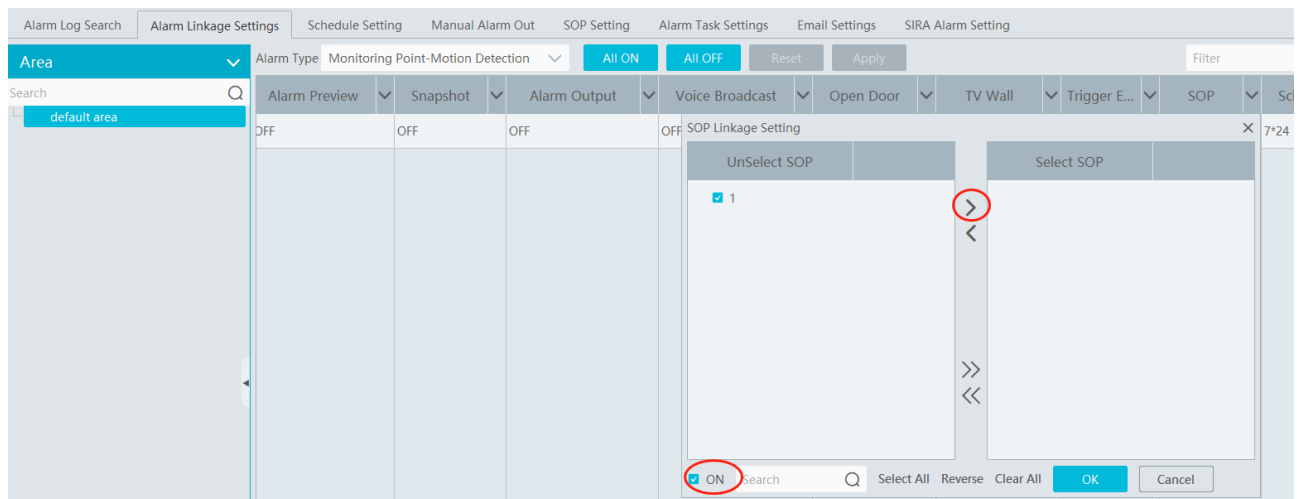 Alarm Log Search Alarm Linkage Settings Schedule Setting Manual Alarm Out SOP Setting Alarm Task Settings Email Settings SIRA Alarm Setting
Area Alarm Type Monitoring Point-Motion Detection All ON All OFF Reset Apply Filter
Search Alarm Preview Snapshot Alarm Output Voice Broadcast Open Door TV Wall Trigger E... SOP
default area
OFF OFF OFF OFF SOP Linkage Setting 7*24
UnSelect SOP Select SOP
1
ON Search Select All Reverse Clear All OK Cancel